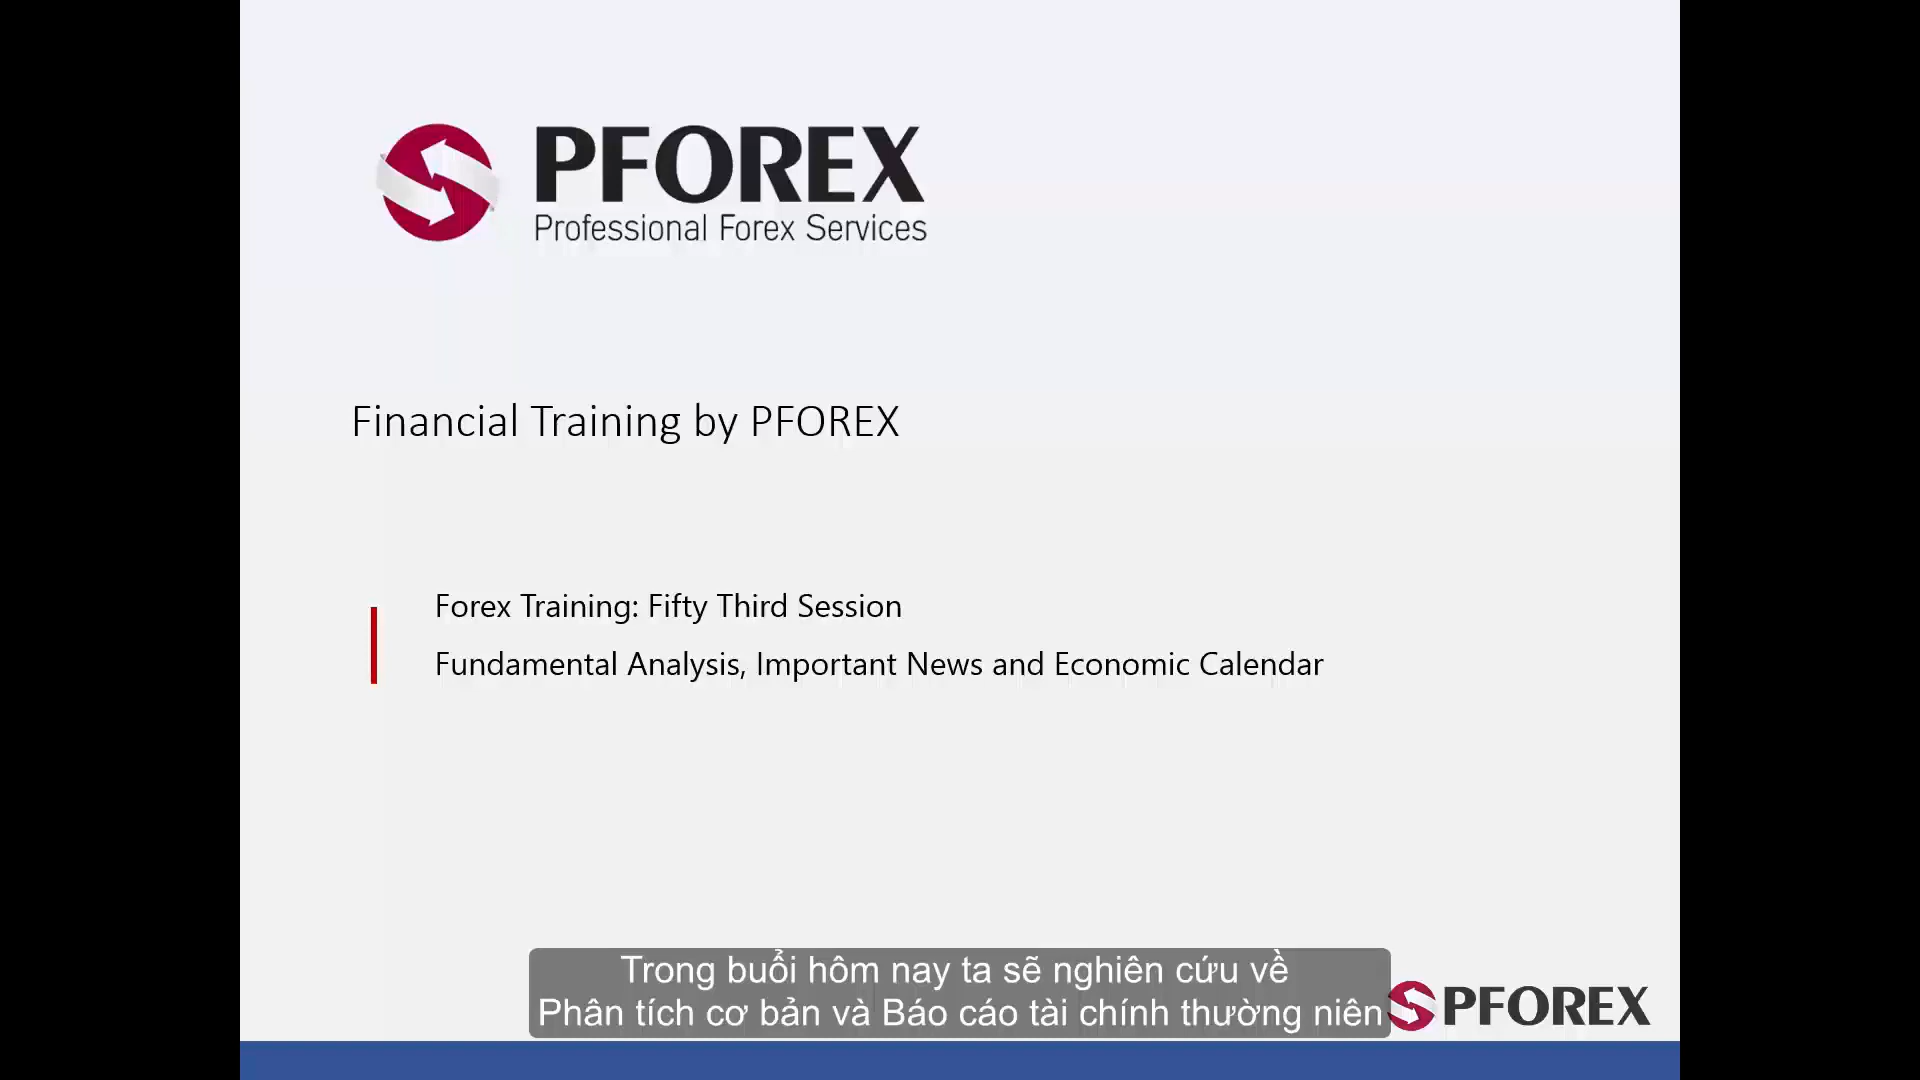 PFOREX
Professional Forex Services
Financial Training by PFOREX
Forex Training: Fifty Third Session
Fundamental Analysis, Important News and Economic Calendar
Trong buổi hôm nay ta sẽ nghiên cứu về
Phân tích cơ bản và Báo cáo tài chính thường niên
PFOREX